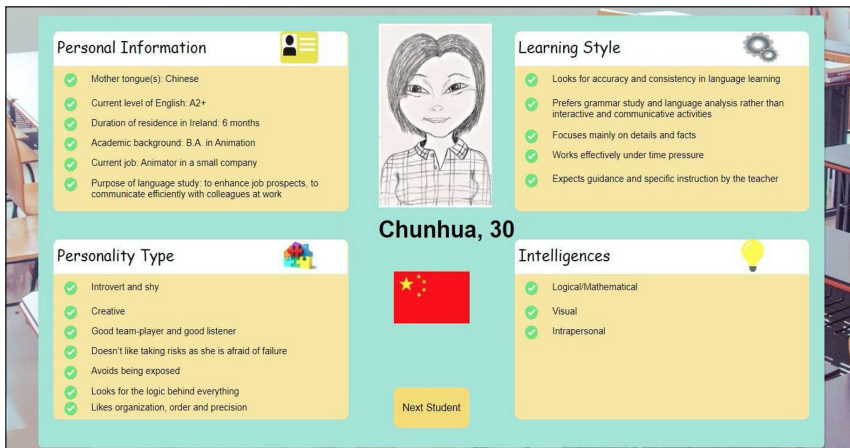 Personal Information
Mother tongue(s): Chinese
Current level of English: A2+
Duration of residence in Ireland: 6 months
Academic background: B.A. in Animation
Current job: Animator in a small company
Purpose of language study: to enhance job prospects, to
communicate efficiently with colleagues at work
Learning Style
Looks for accuracy and consistency in language learning
Prefers grammar study and language analysis rather than
interactive and communicative activities
Focuses mainly on details and facts
Works effectively under time pressure
Expects guidance and specific instruction by the teacher
Chunhua, 30
Personality Type
Introvert and shy
Creative
Good team-player and good listener
Doesn't like taking risks as she is afraid of failure
Avoids being exposed
Looks for the logic behind everything
Likes organization, order and precision
Intelligences
Logical/Mathematical
Visual
Intrapersonal
Next Student